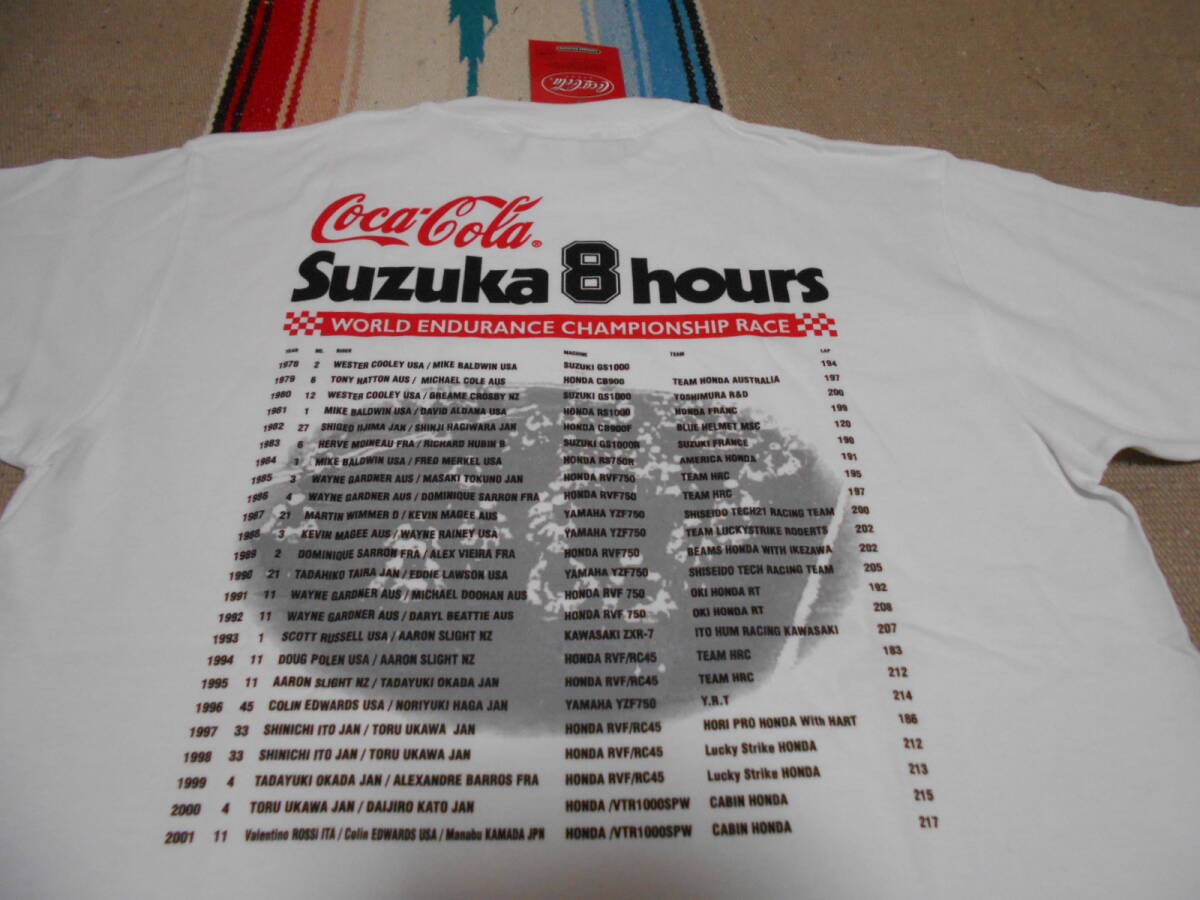 Coca-Cola
Coca-Cola®
Suzuka 8 hours
WORLD ENDURANCE CHAMPIONSHIP RACE
YEAR NO. RIDER MACHINE TEAM LAP
1978 2 WESTER COOLEY USA / MIKE BALDWIN USA SUZUKI GS1000 194
1979 6 TONY HATTON AUS / MICHAEL COLE AUS HONDA CB900 TEAM HONDA AUSTRALIA 197
1980 12 WESTER COOLEY USA / GREAME CROSBY NZ SUZUKI GS1000 YOSHIMURA R&D 200
1981 1 MIKE BALDWIN USA / DAVID ALDANA USA HONDA RS1000 HONDA FRANC 199
1982 27 SHIGEO IIJIMA JAN / SHINJI HAGIWARA JAN HONDA CB900F BLUE HELMET MSC 120
1983 6 HERVE MOINEAU FRA / RICHARD HUBIN B SUZUKI GS1000R SUZUKI FRANCE 190
1984 1 MIKE BALDWIN USA / FRED MERKEL USA HONDA RS750R AMERICA HONDA 191
1985 3 WAYNE GARDNER AUS / MASAKI TOKUNO JAN HONDA RVF750 TEAM HRC 195
1986 4 WAYNE GARDNER AUS / DOMINIQUE SARRON FRA HONDA RVF750 TEAM HRC 197
1987 21 MARTIN WIMMER D / KEVIN MAGEE AUS YAMAHA YZF750 SHISEIDO TECH21 RACING TEAM 200
1988 3 KEVIN MAGEE AUS / WAYNE RAINEY USA YAMAHA YZF750 TEAM LUCKYSTRIKE ROBERTS 202
1989 2 DOMINIQUE SARRON FRA / ALEX VIEIRA FRA HONDA RVF750 BEAMS HONDA WITH IKEZAWA 202
1990 21 TADAHIKO TAIRA JAN / EDDIE LAWSON USA YAMAHA YZF750 SHISEIDO TECH RACING TEAM 205
1991 11 WAYNE GARDNER AUS / MICHAEL DOOHAN AUS HONDA RVF 750 OKI HONDA RT 192
1992 11 WAYNE GARDNER AUS / DARYL BEATTIE AUS HONDA RVF 750 OKI HONDA RT 208
1993 1 SCOTT RUSSELL USA / AARON SLIGHT NZ KAWASAKI ZXR-7 ITO HUM RACING KAWASAKI 207
1994 11 DOUG POLEN USA / AARON SLIGHT NZ HONDA RVF/RC45 TEAM HRC 183
1995 11 AARON SLIGHT NZ / TADAYUKI OKADA JAN HONDA RVF/RC45 TEAM HRC 212
1996 45 COLIN EDWARDS USA / NORIYUKI HAGA JAN YAMAHA YZF750 Y.R.T 214
1997 33 SHINICHI ITO JAN / TORU UKAWA JAN HONDA RVF/RC45 HORI PRO HONDA With HART 186
1998 33 SHINICHI ITO JAN / TORU UKAWA JAN HONDA RVF/RC45 Lucky Strike HONDA 212
1999 4 TADAYUKI OKADA JAN / ALEXANDRE BARROS FRA HONDA RVF/RC45 Lucky Strike HONDA 213
2000 4 TORU UKAWA JAN / DAIJIRO KATO JAN HONDA /VTR1000SPW CABIN HONDA 215
2001 11 Valentino ROSSI ITA / Colin EDWARDS USA / Manabu KAMADA JPN HONDA /VTR1000SPW CABIN HONDA 217